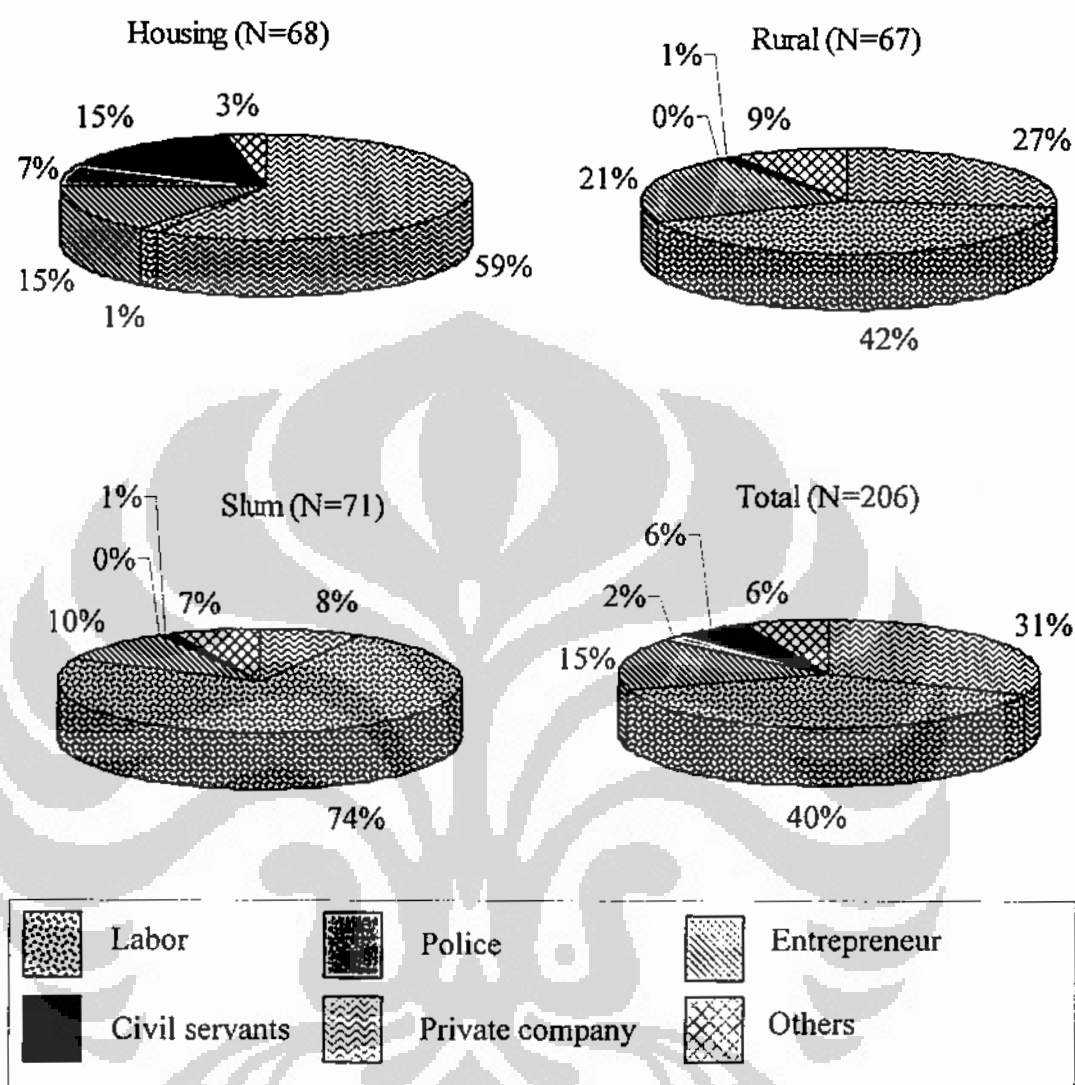 Housing (N=68)
15%
3%
7%
15%
1%
59%
Rural (N=67)
1%
0%
9%
27%
21%
42%
Slum (N=71)
1%
0%
7%
8%
10%
74%
Total (N=206)
6%
2%
6%
31%
15%
40%
Labor
Police
Entrepreneur
Civil servants
Private company
Others